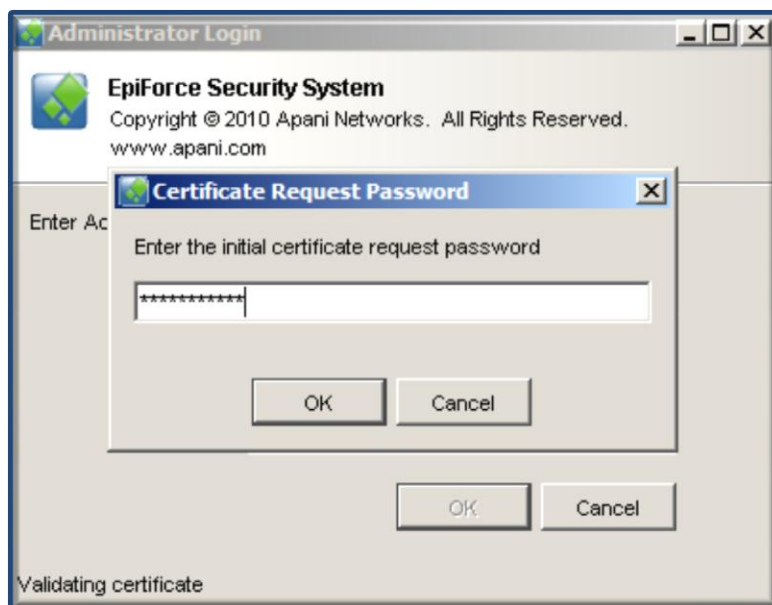 Administrator Login
EpiForce Security System
Copyright © 2010 Apani Networks. All Rights Reserved.
www.apani.com
Certificate Request Password
Enter
Enter the initial certificate request password
***********
OK Cancel
OK Cancel
Validating certificate